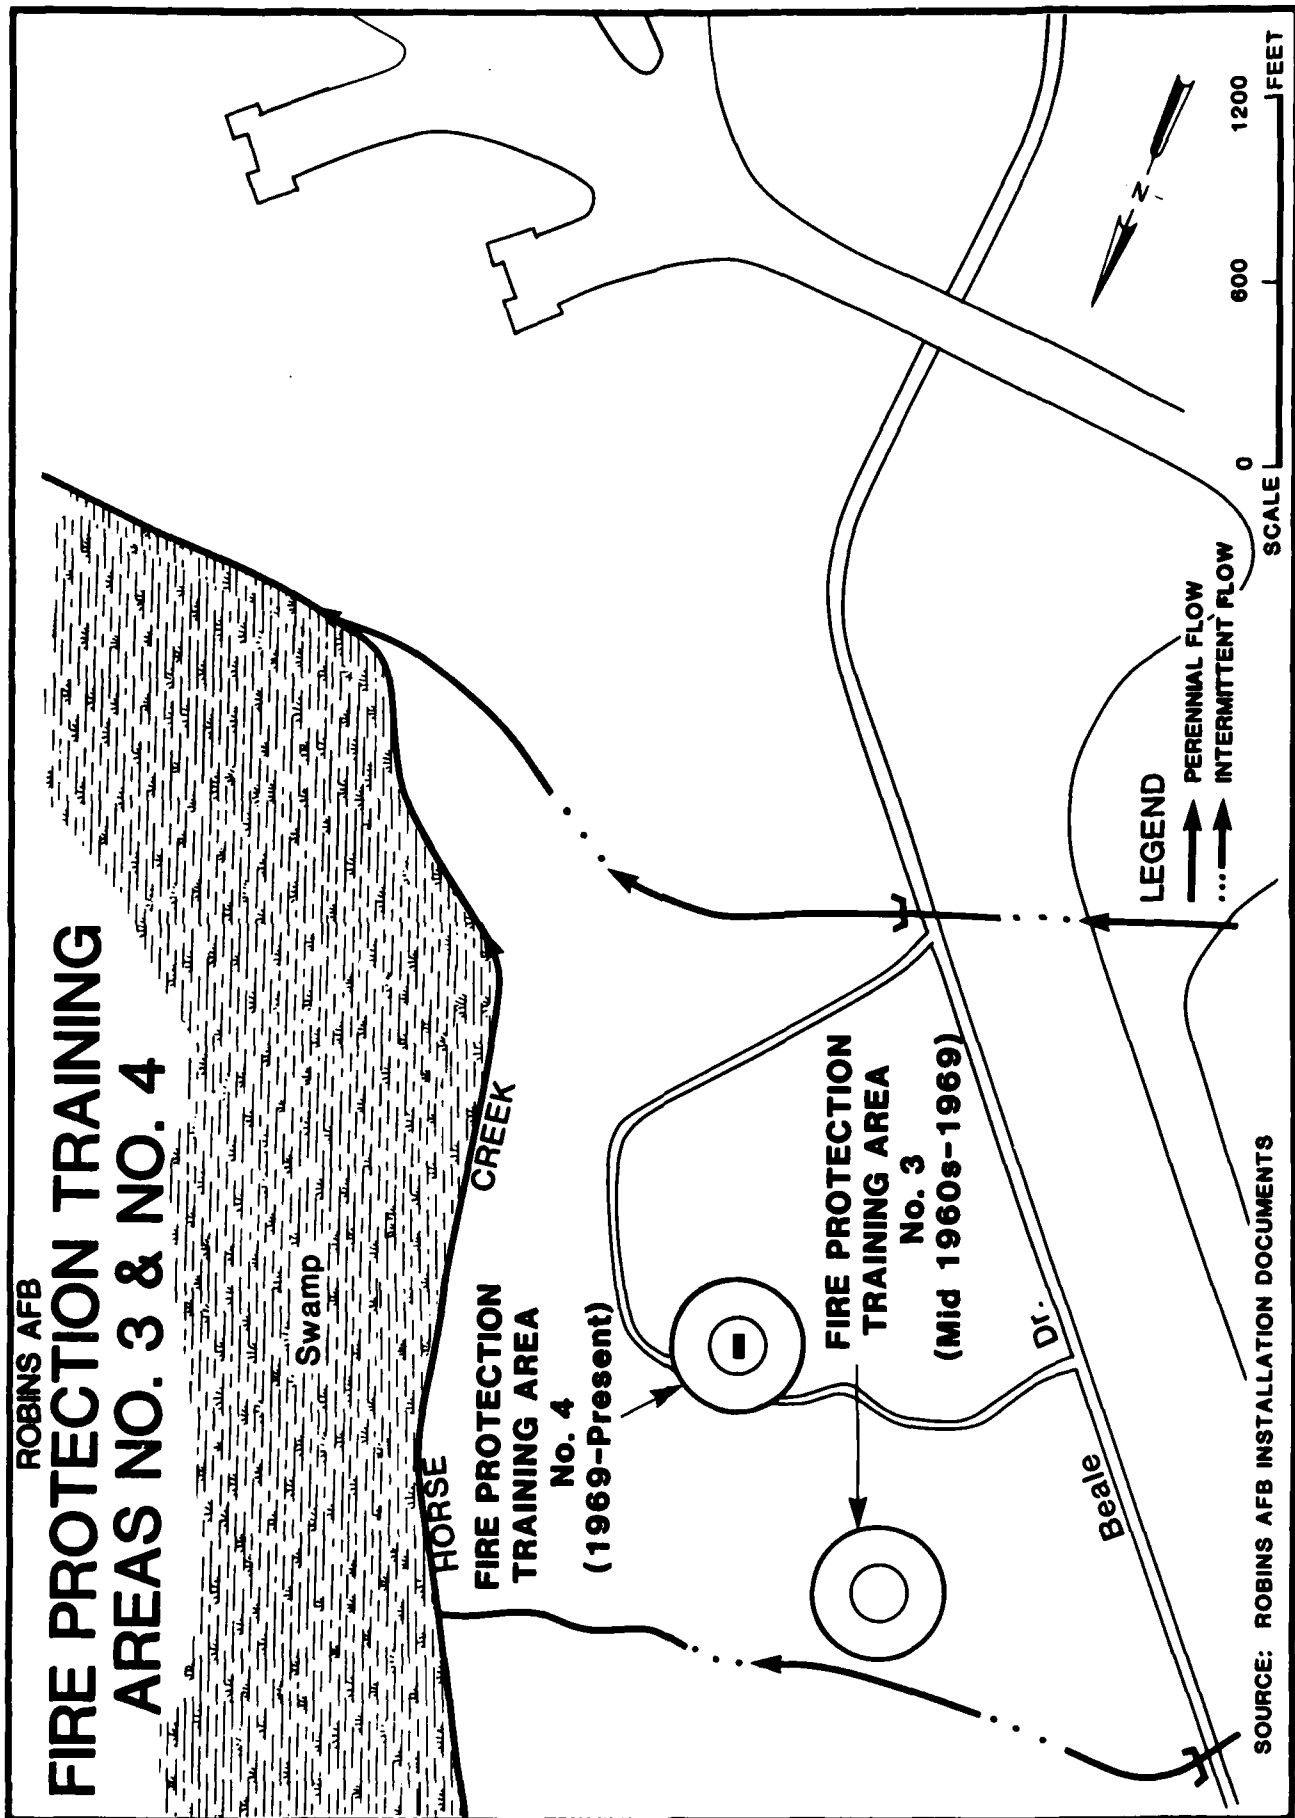 ROBINS AFB
FIRE PROTECTION TRAINING
AREAS NO. 3 & NO. 4
Swamp
HORSE
CREEK
FIRE PROTECTION
TRAINING AREA
No. 4
(1969-Present)
FIRE PROTECTION
TRAINING AREA
No. 3
(Mid 1960s-1969)
Beale
Dr.
N
LEGEND
PERENNIAL FLOW
INTERMITTENT FLOW
SCALE
0
600
1200
FEET
SOURCE: ROBINS AFB INSTALLATION DOCUMENTS